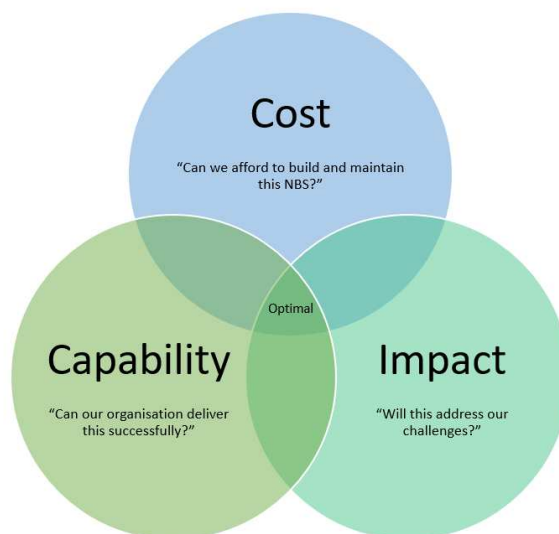 Cost
“Can we afford to build and maintain
this NBS?”
Optimal
Capability
“Can our organisation deliver
this successfully?”
Impact
“Will this address our
challenges?”